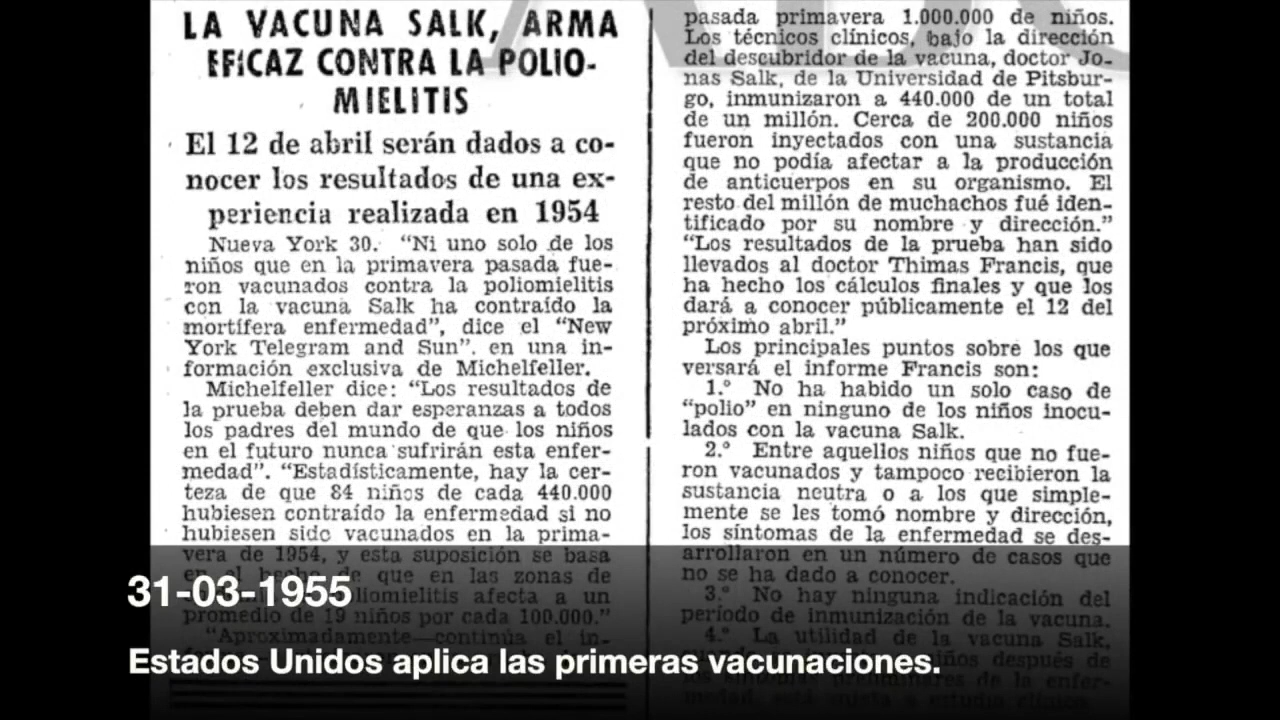 LA VACUNA SALK, ARMA
EFICAZ CONTRA LA POLIO-
MIELITIS
El 12 de abril serán dados a co-
nocer los resultados de una ex-
periencia realizada en 1954
Nueva York 30. “Ni uno solo de los
niños que en la primavera pasada fue-
ron vacunados contra la poliomielitis
con la vacuna Salk ha contraído la
mortífera enfermedad”, dice el “New
York Telegram and Sun”. en una in-
formación exclusiva de Michelfeller.
Michelfeller dice: “Los resultados de
la prueba deben dar esperanzas a todos
los padres del mundo de que los niños
en el futuro nunca sufrirán esta enfer-
medad”. “Estadísticamente, hay la cer-
teza de que 84 niños de cada 440.000
hubiesen contraído la enfermedad si no
hubiesen sido vacunados en la prima-
vera de 1954, y esta suposición se basa
en el hecho de que en las zonas de
poliomielitis afecta a un
promedio de 19 niños por cada 100.000.”
“Aproximadamente—continúa el in-
pasada primavera 1.000.000 de niños.
Los técnicos clínicos, bajo la dirección
del descubridor de la vacuna, doctor Jo-
nas Salk, de la Universidad de Pitsbur-
go, inmunizaron a 440.000 de un total
de un millón. Cerca de 200.000 niños
fueron inyectados con una sustancia
que no podía afectar a la producción
de anticuerpos en su organismo. El
resto del millón de muchachos fué iden-
tificado por su nombre y dirección.”
“Los resultados de la prueba han sido
llevados al doctor Thimas Francis, que
ha hecho los cálculos finales y que los
dará a conocer públicamente el 12 del
próximo abril.”
Los principales puntos sobre los que
versará el informe Francis son:
1.º No ha habido un solo caso de
“polio” en ninguno de los niños inocu-
lados con la vacuna Salk.
2.º Entre aquellos niños que no fue-
ron vacunados y tampoco recibieron la
sustancia neutra o a los que simple-
mente se les tomó nombre y dirección,
los síntomas de la enfermedad se des-
arrollaron en un número de casos que
no se ha dado a conocer.
3.º No hay ninguna indicación del
período de inmunización de la vacuna.
4.º La utilidad de la vacuna Salk,
niños después de
preliminares de la enfer-
31-03-1955
Estados Unidos aplica las primeras vacunaciones.